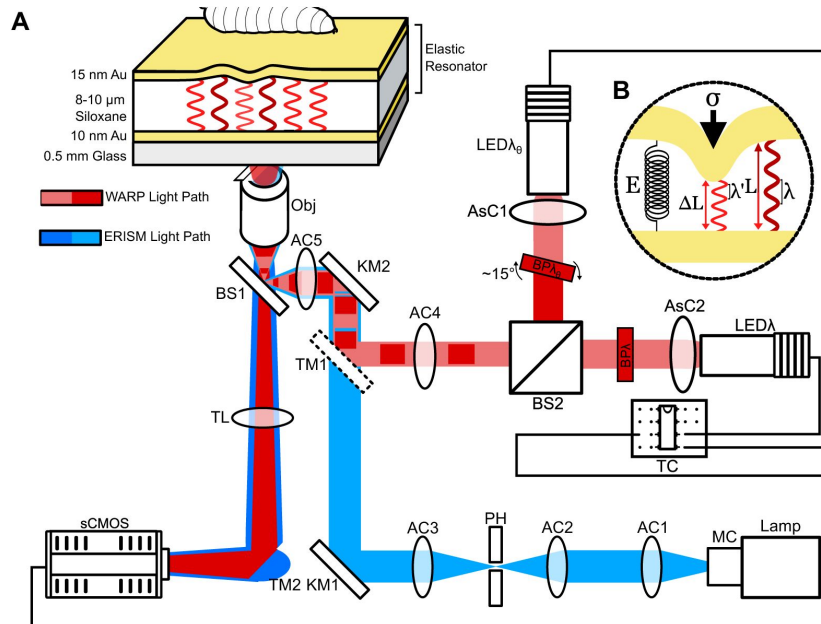 A
15 nm Au
8-10 µm
Siloxane
10 nm Au
0.5 mm Glass
Elastic
Resonator
WARP Light Path
ERISM Light Path
Obj
AC5
KM2
BS1
TM1
AC4
TL
sCMOS
TM2
KM1
AC3
PH
AC2
AC1
MC
Lamp
LEDλθ
AsC1
~15°
BPλθ
BS2
BPλ
AsC2
LEDλ
TC
B
σ
E
ΔL
λ'
L
λ